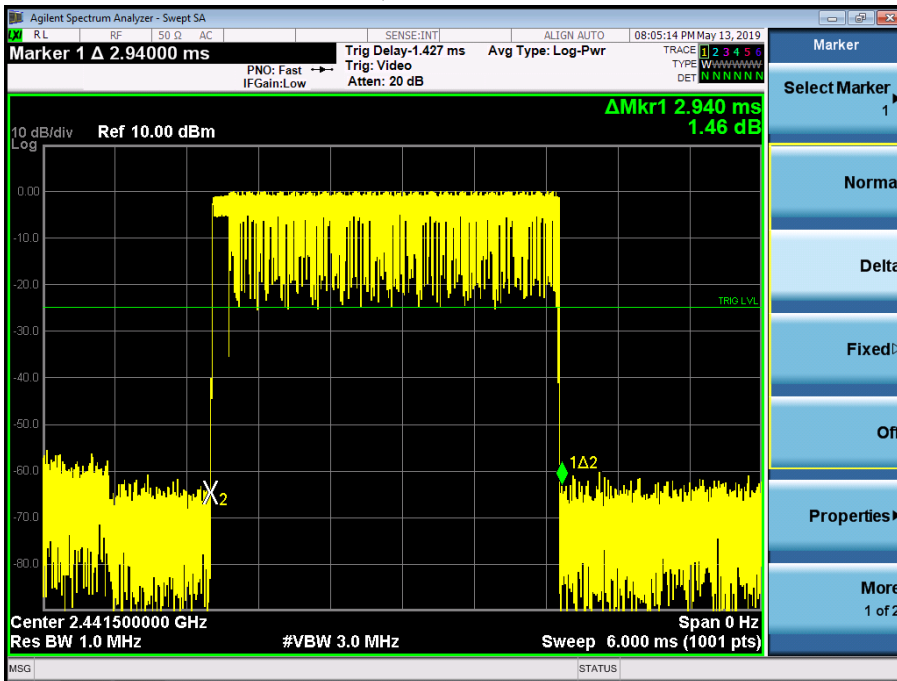 Agilent Spectrum Analyzer - Swept SA
LXI RL RF 50 Ω AC SENSE:INT ALIGN AUTO 08:05:14 PM May 13, 2019
Marker 1 Δ 2.94000 ms
PNO: Fast
IFGain:Low
Trig Delay-1.427 ms
Trig: Video
Atten: 20 dB
Avg Type: Log-Pwr
TRACE 1 2 3 4 5 6
TYPE WWWWWWW
DET N N N N N N
ΔMkr1 2.940 ms
1.46 dB
10 dB/div Ref 10.00 dBm
Log
0.00
-10.0
-20.0
TRIG LVL
-30.0
-40.0
-50.0
-60.0
1Δ2
2
-70.0
-80.0
Center 2.441500000 GHz Span 0 Hz
Res BW 1.0 MHz #VBW 3.0 MHz Sweep 6.000 ms (1001 pts)
MSG STATUS
Marker
Select Marker
1
Norma
Delta
Fixed
Off
Properties
More
1 of 2